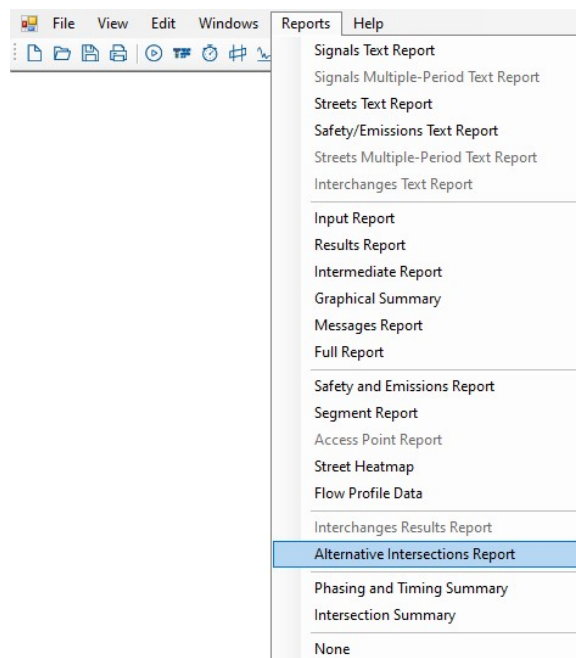 File View Edit Windows Reports Help
Signals Text Report
Signals Multiple-Period Text Report
Streets Text Report
Safety/Emissions Text Report
Streets Multiple-Period Text Report
Interchanges Text Report
Input Report
Results Report
Intermediate Report
Graphical Summary
Messages Report
Full Report
Safety and Emissions Report
Segment Report
Access Point Report
Street Heatmap
Flow Profile Data
Interchanges Results Report
Alternative Intersections Report
Phasing and Timing Summary
Intersection Summary
None